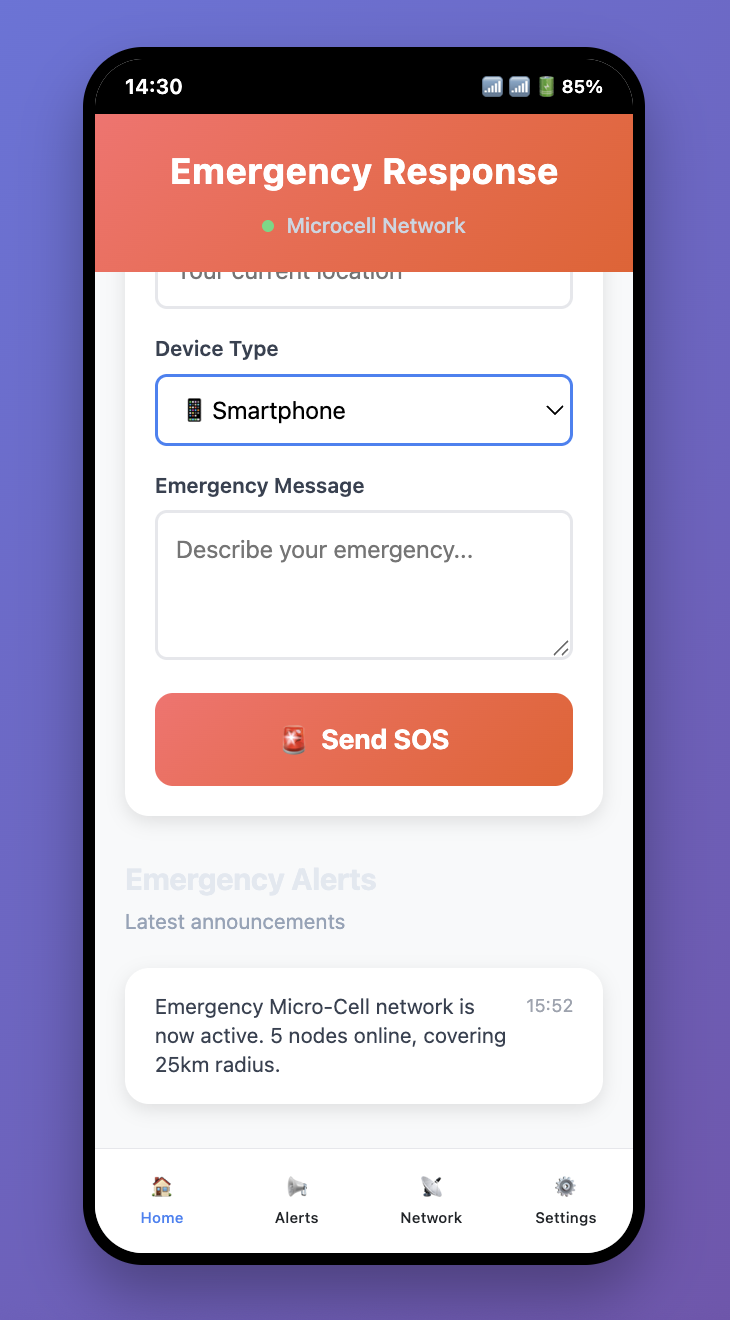 14:30
85%
Emergency Response
Microcell Network
Your current location
Device Type
Smartphone
Emergency Message
Describe your emergency...
Send SOS
Emergency Alerts
Latest announcements
Emergency Micro-Cell network is
15:52
now active. 5 nodes online, covering
25km radius.
Home
Alerts
Network
Settings